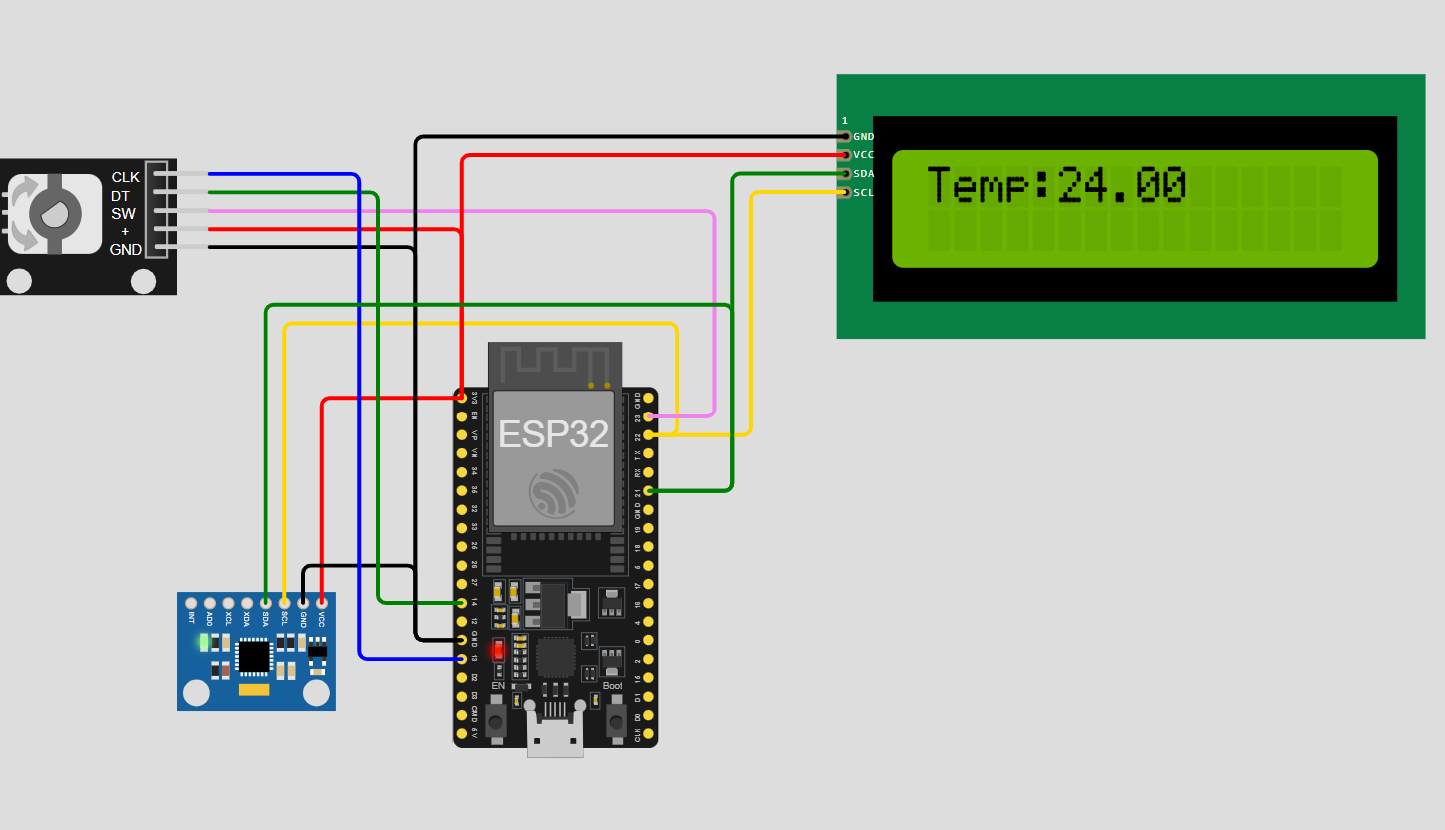 1
GND
VCC
SDA
SCL
Temp:24.00
CLK
DT
SW
+
GND
ESP32
3V3
EN
VP
VN
34
35
32
33
25
26
27
14
12
GND
13
D2
D3
CMD
5V
GND
23
22
TX
RX
21
GND
19
18
5
17
16
4
0
2
15
D1
D0
CLK
EN
Boot
INT
AD0
XCL
XDA
SDA
SCL
GND
VCC